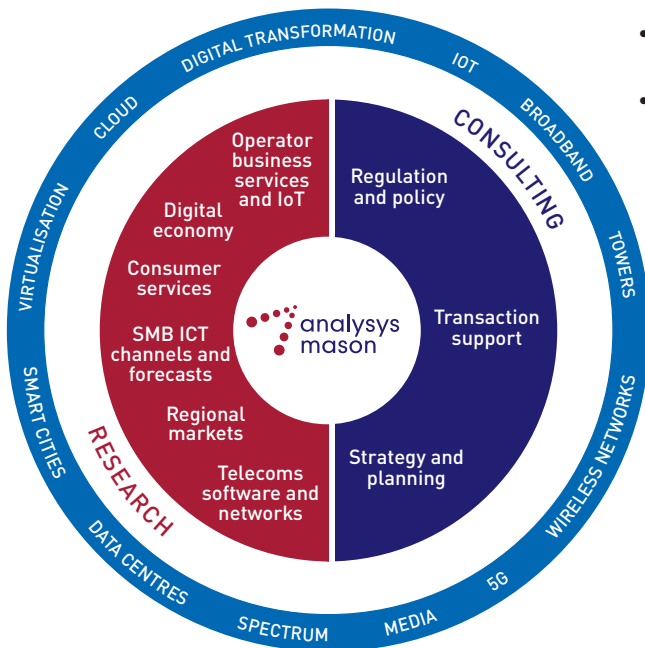 DIGITAL TRANSFORMATION
IOT
BROADBAND
TOWERS
WIRELESS NETWORKS
5G
MEDIA
SPECTRUM
DATA CENTRES
SMART CITIES
VIRTUALISATION
CLOUD
CONSULTING
RESEARCH
Operator
business
services
and IoT
Digital
economy
Consumer
services
SMB ICT
channels and
forecasts
Regional
markets
Telecoms
software and
networks
analysys
mason
Regulation
and policy
Transaction
support
Strategy and
planning